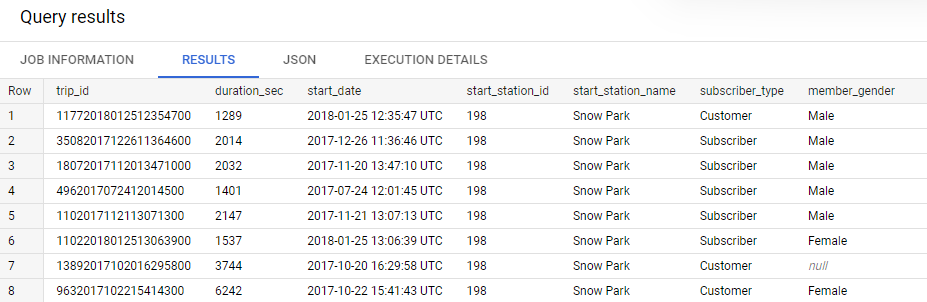 Query results
JOB INFORMATION RESULTS JSON EXECUTION DETAILS
Row trip_id duration_sec start_date start_station_id start_station_name subscriber_type member_gender
1 11772018012512354700 1289 2018-01-25 12:35:47 UTC 198 Snow Park Customer Male
2 35082017122611364600 2014 2017-12-26 11:36:46 UTC 198 Snow Park Subscriber Male
3 18072017112013471000 2032 2017-11-20 13:47:10 UTC 198 Snow Park Subscriber Male
4 4962017072412014500 1401 2017-07-24 12:01:45 UTC 198 Snow Park Subscriber Male
5 1102017112113071300 2147 2017-11-21 13:07:13 UTC 198 Snow Park Subscriber Male
6 11022018012513063900 1537 2018-01-25 13:06:39 UTC 198 Snow Park Subscriber Female
7 13892017102016295800 3744 2017-10-20 16:29:58 UTC 198 Snow Park Customer null
8 9632017102215414300 6242 2017-10-22 15:41:43 UTC 198 Snow Park Customer Female